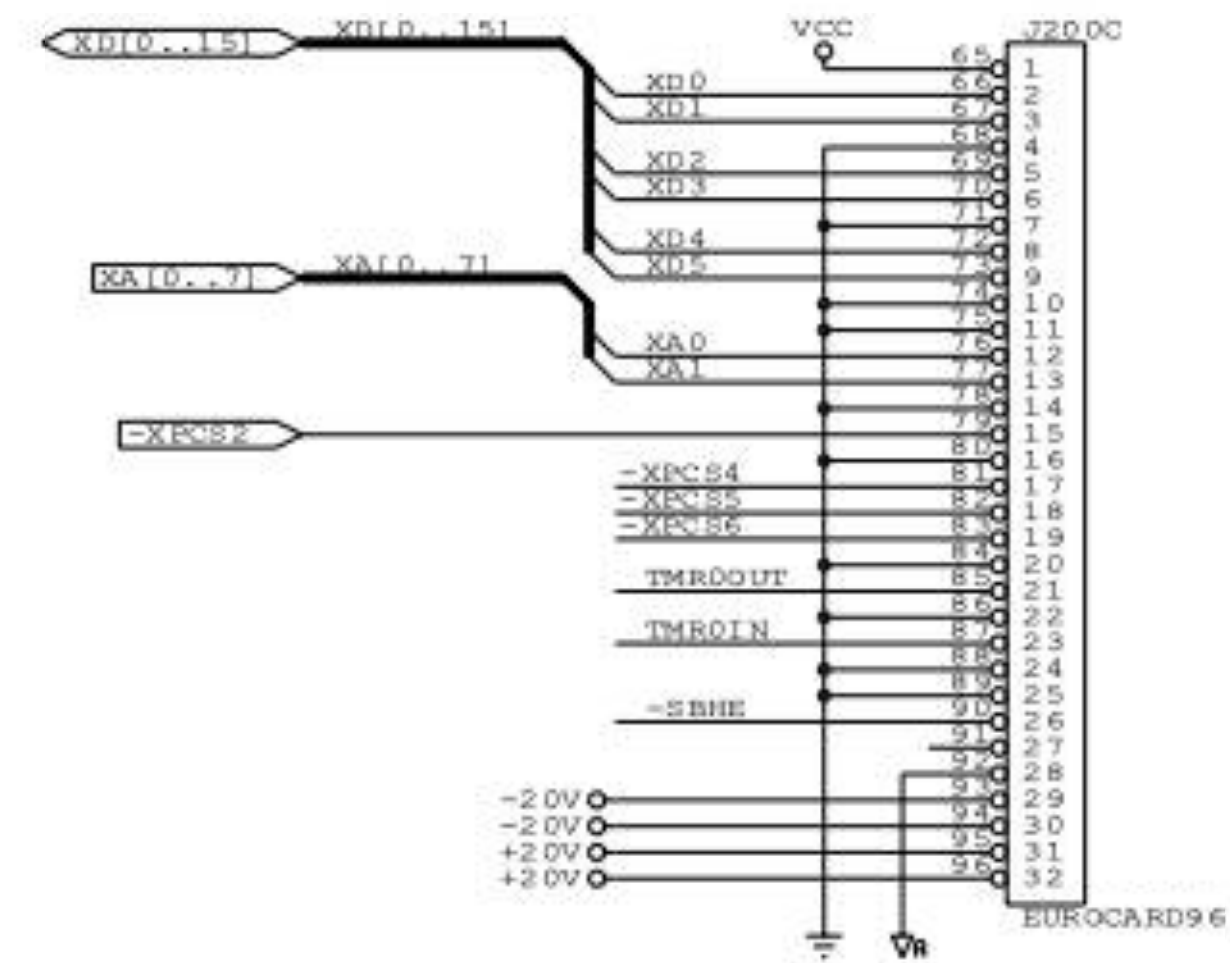 XD[0..15] XD[0..15] VCC J200C
65 1
XD0 66 2
XD1 67 3
68 4
XD2 69 5
XD3 70 6
71 7
XD4 72 8
XD5 73 9
XA[0..7] XA[0..7]
74 10
75 11
XA0 76 12
XA1 77 13
78 14
-XPCS2 79 15
80 16
-XPCS4 81 17
-XPCS5 82 18
-XPCS6 83 19
84 20
TMR0OUT 85 21
86 22
TMR0IN 87 23
88 24
89 25
-SBHE 90 26
91 27
92 28
-20V 93 29
-20V 94 30
+20V 95 31
+20V 96 32
EUROCARD96
A